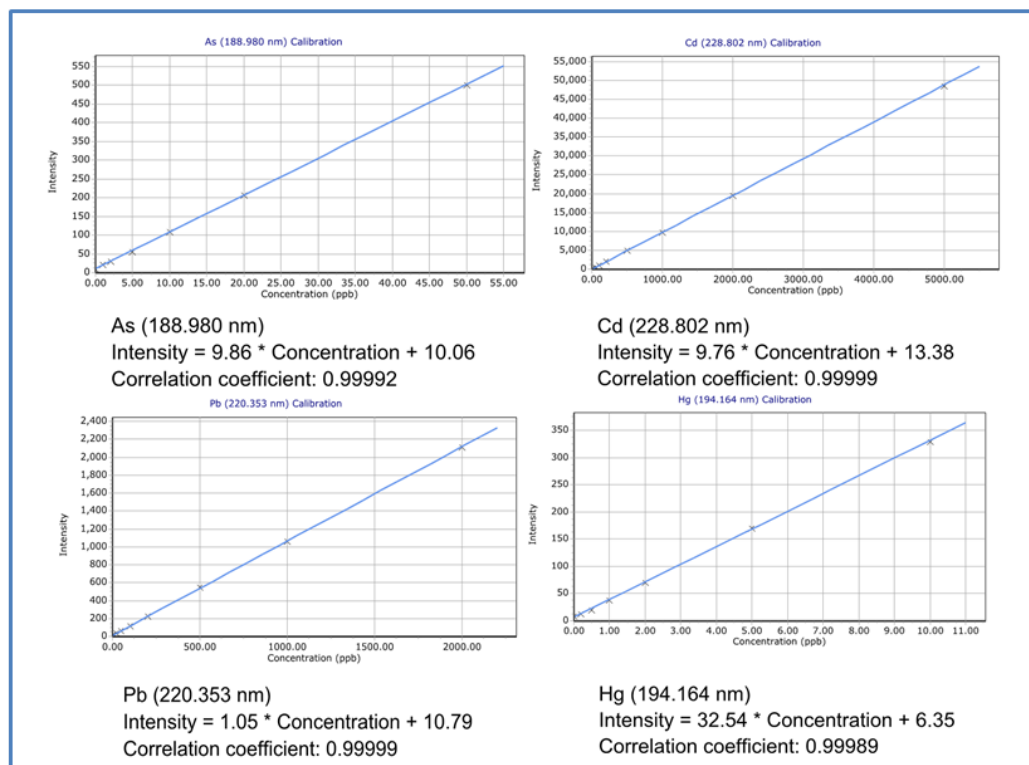 As (188.980 nm) Calibration
550
500
450
400
350
300
250
200
150
100
50
0
Intensity
0.00 5.00 10.00 15.00 20.00 25.00 30.00 35.00 40.00 45.00 50.00 55.00
Concentration (ppb)
As (188.980 nm)
Intensity = 9.86 * Concentration + 10.06
Correlation coefficient: 0.99992
Cd (228.802 nm) Calibration
55,000
50,000
45,000
40,000
35,000
30,000
25,000
20,000
15,000
10,000
5,000
0
Intensity
0.00 1000.00 2000.00 3000.00 4000.00 5000.00
Concentration (ppb)
Cd (228.802 nm)
Intensity = 9.76 * Concentration + 13.38
Correlation coefficient: 0.99999
Pb (220.353 nm) Calibration
2,400
2,200
2,000
1,800
1,600
1,400
1,200
1,000
800
600
400
200
0
Intensity
0.00 500.00 1000.00 1500.00 2000.00
Concentration (ppb)
Pb (220.353 nm)
Intensity = 1.05 * Concentration + 10.79
Correlation coefficient: 0.99999
Hg (194.164 nm) Calibration
350
300
250
200
150
100
50
0
Intensity
0.00 1.00 2.00 3.00 4.00 5.00 6.00 7.00 8.00 9.00 10.00 11.00
Concentration (ppb)
Hg (194.164 nm)
Intensity = 32.54 * Concentration + 6.35
Correlation coefficient: 0.99989